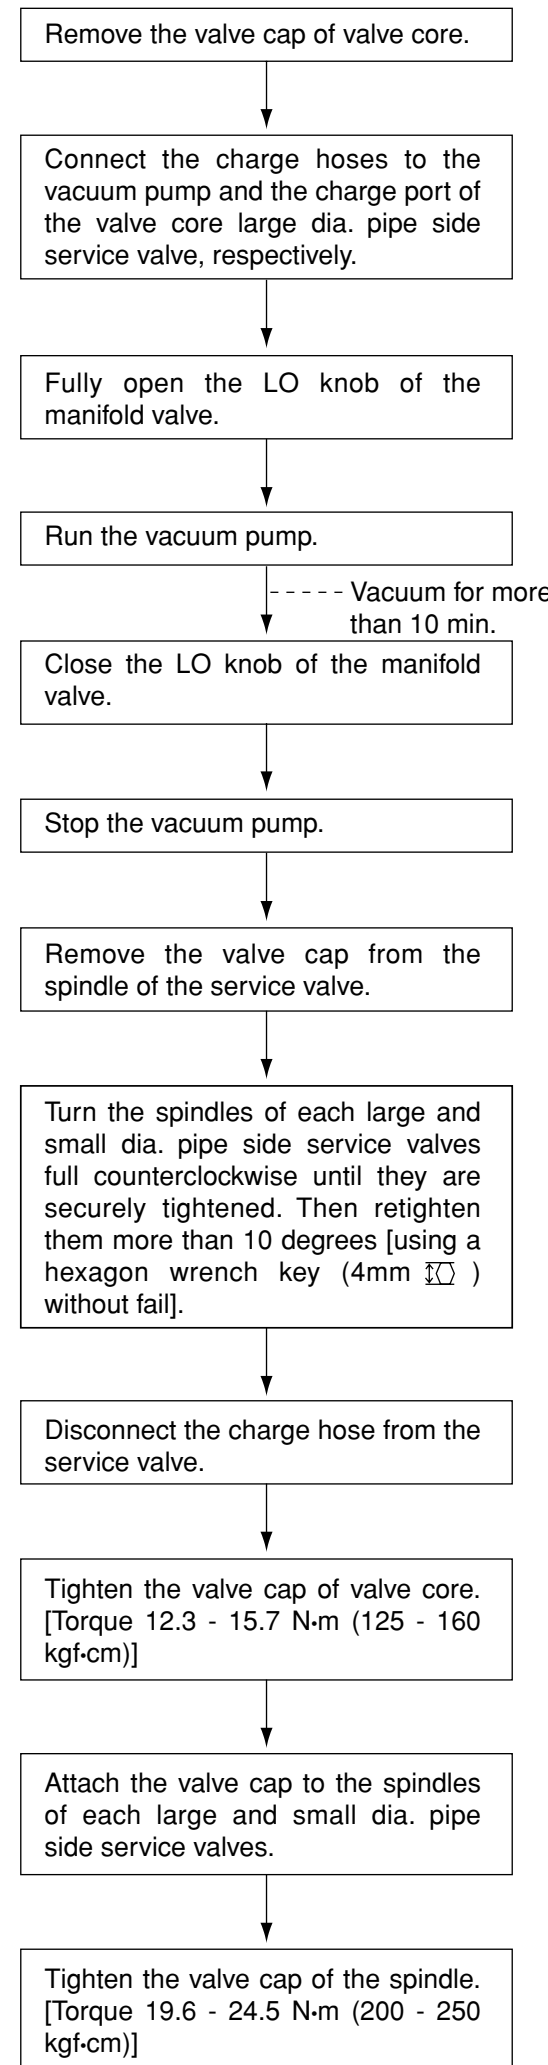 Remove the valve cap of valve core.
Connect the charge hoses to the
vacuum pump and the charge port of
the valve core large dia. pipe side
service valve, respectively.
Fully open the LO knob of the
manifold valve.
Run the vacuum pump.
Vacuum for more
than 10 min.
Close the LO knob of the manifold
valve.
Stop the vacuum pump.
Remove the valve cap from the
spindle of the service valve.
Turn the spindles of each large and
small dia. pipe side service valves
full counterclockwise until they are
securely tightened. Then retighten
them more than 10 degrees [using a
hexagon wrench key (4mm )
without fail].
Disconnect the charge hose from the
service valve.
Tighten the valve cap of valve core.
[Torque 12.3 - 15.7 N•m (125 - 160
kgf•cm)]
Attach the valve cap to the spindles
of each large and small dia. pipe
side service valves.
Tighten the valve cap of the spindle.
[Torque 19.6 - 24.5 N•m (200 - 250
kgf•cm)]